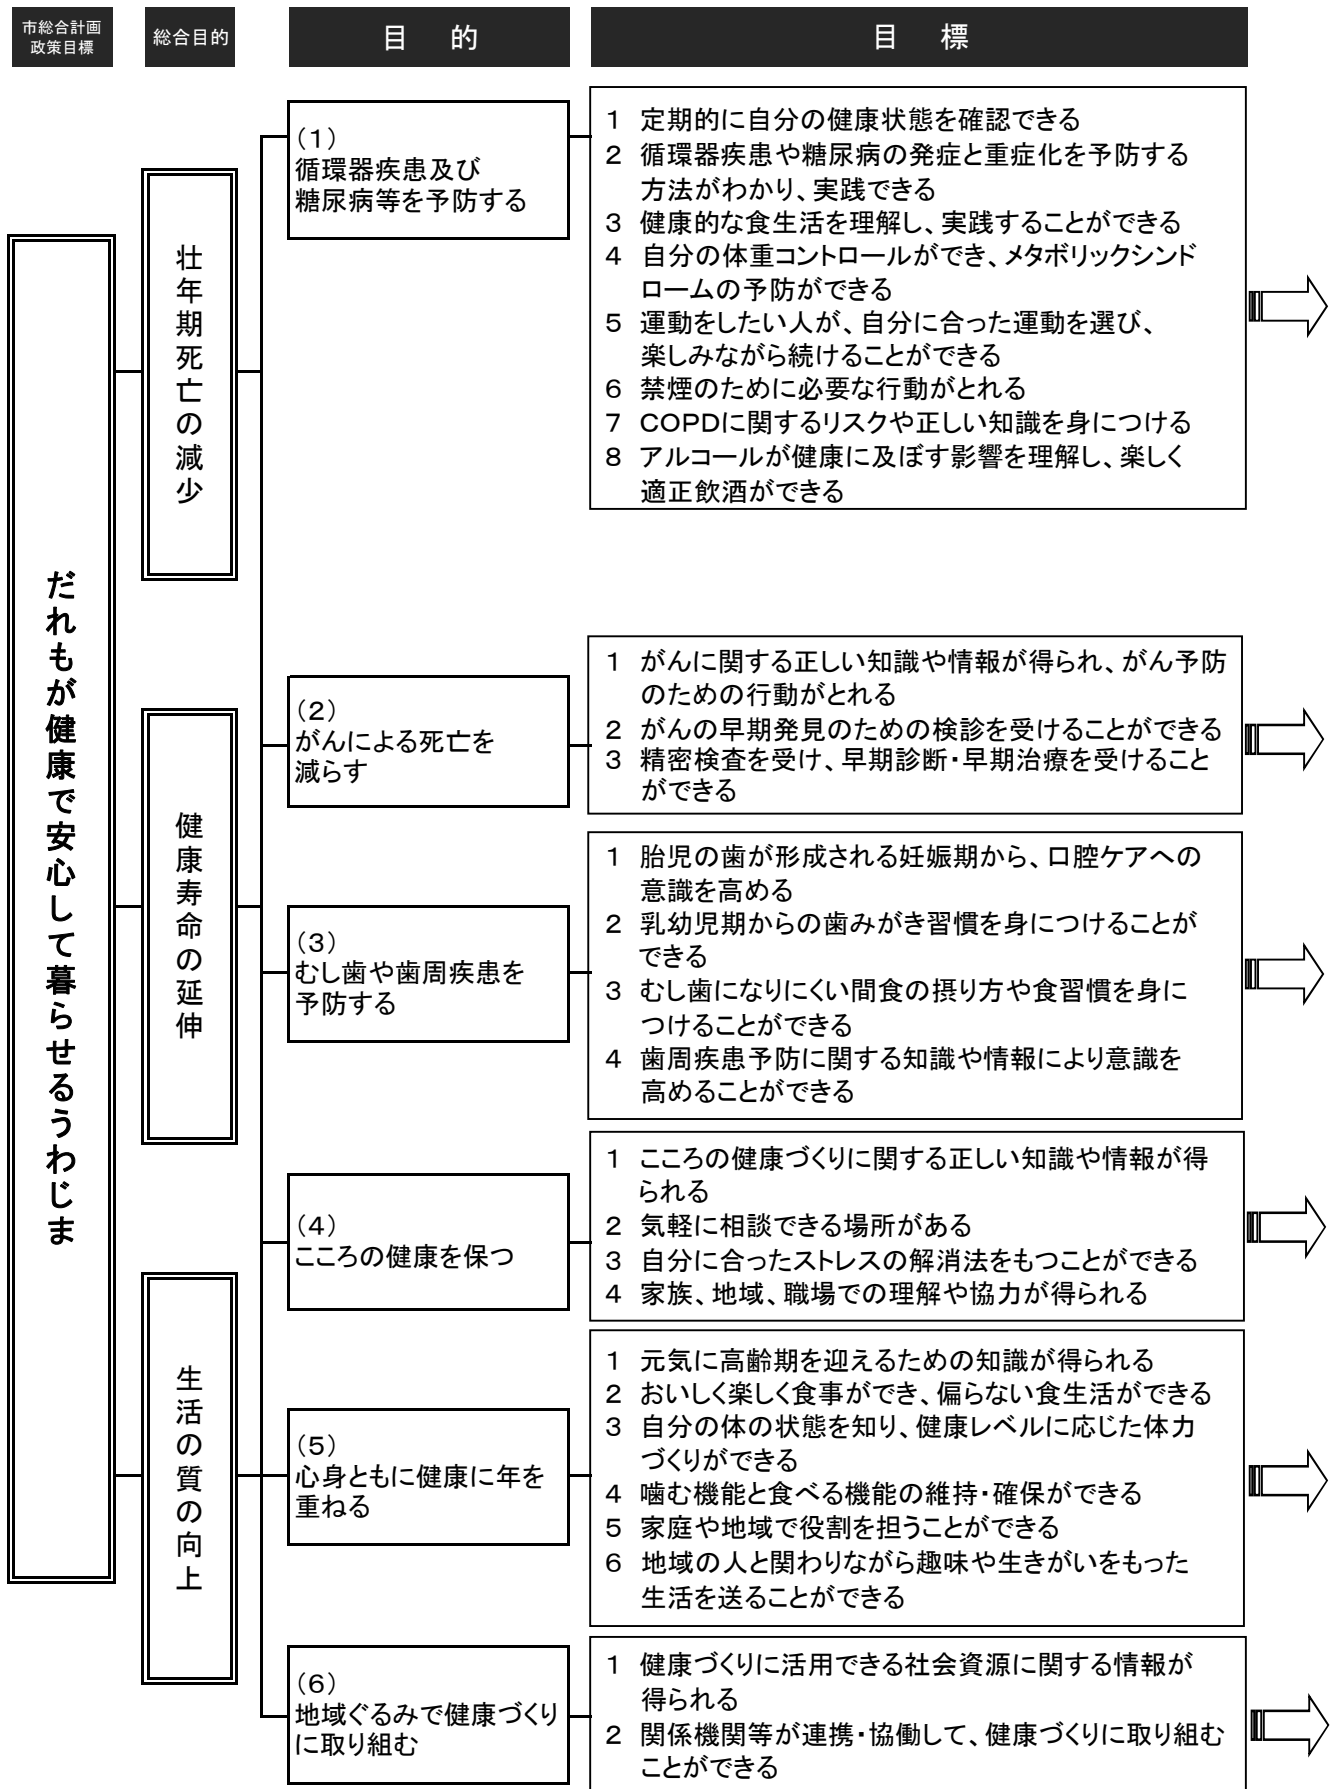 市総合計画
政策目標
総合目的
目　的
目　標
だれもが健康で安心して暮らせるうわじま
壮年期死亡の減少
健康寿命の延伸
生活の質の向上
（１）
循環器疾患及び
糖尿病等を予防する
１　定期的に自分の健康状態を確認できる
２　循環器疾患や糖尿病の発症と重症化を予防する
方法がわかり、実践できる
３　健康的な食生活を理解し、実践することができる
４　自分の体重コントロールができ、メタボリックシンド
ロームの予防ができる
５　運動をしたい人が、自分に合った運動を選び、
楽しみながら続けることができる
６　禁煙のために必要な行動がとれる
７　ＣＯＰＤに関するリスクや正しい知識を身につける
８　アルコールが健康に及ぼす影響を理解し、楽しく
適正飲酒ができる
（２）
がんによる死亡を
減らす
１　がんに関する正しい知識や情報が得られ、がん予防
のための行動がとれる
２　がんの早期発見のための検診を受けることができる
３　精密検査を受け、早期診断・早期治療を受けること
ができる
（３）
むし歯や歯周疾患を
予防する
１　胎児の歯が形成される妊娠期から、口腔ケアへの
意識を高める
２　乳幼児期からの歯みがき習慣を身につけることが
できる
３　むし歯になりにくい間食の摂り方や食習慣を身に
つけることができる
４　歯周疾患予防に関する知識や情報により意識を
高めることができる
（４）
こころの健康を保つ
１　こころの健康づくりに関する正しい知識や情報が得
られる
２　気軽に相談できる場所がある
３　自分に合ったストレスの解消法をもつことができる
４　家族、地域、職場での理解や協力が得られる
（５）
心身ともに健康に年を
重ねる
１　元気に高齢期を迎えるための知識が得られる
２　おいしく楽しく食事ができ、偏らない食生活ができる
３　自分の体の状態を知り、健康レベルに応じた体力
づくりができる
４　噛む機能と食べる機能の維持・確保ができる
５　家庭や地域で役割を担うことができる
６　地域の人と関わりながら趣味や生きがいをもった
生活を送ることができる
（６）
地域ぐるみで健康づくり
に取り組む
１　健康づくりに活用できる社会資源に関する情報が
得られる
２　関係機関等が連携・協働して、健康づくりに取り組む
ことができる